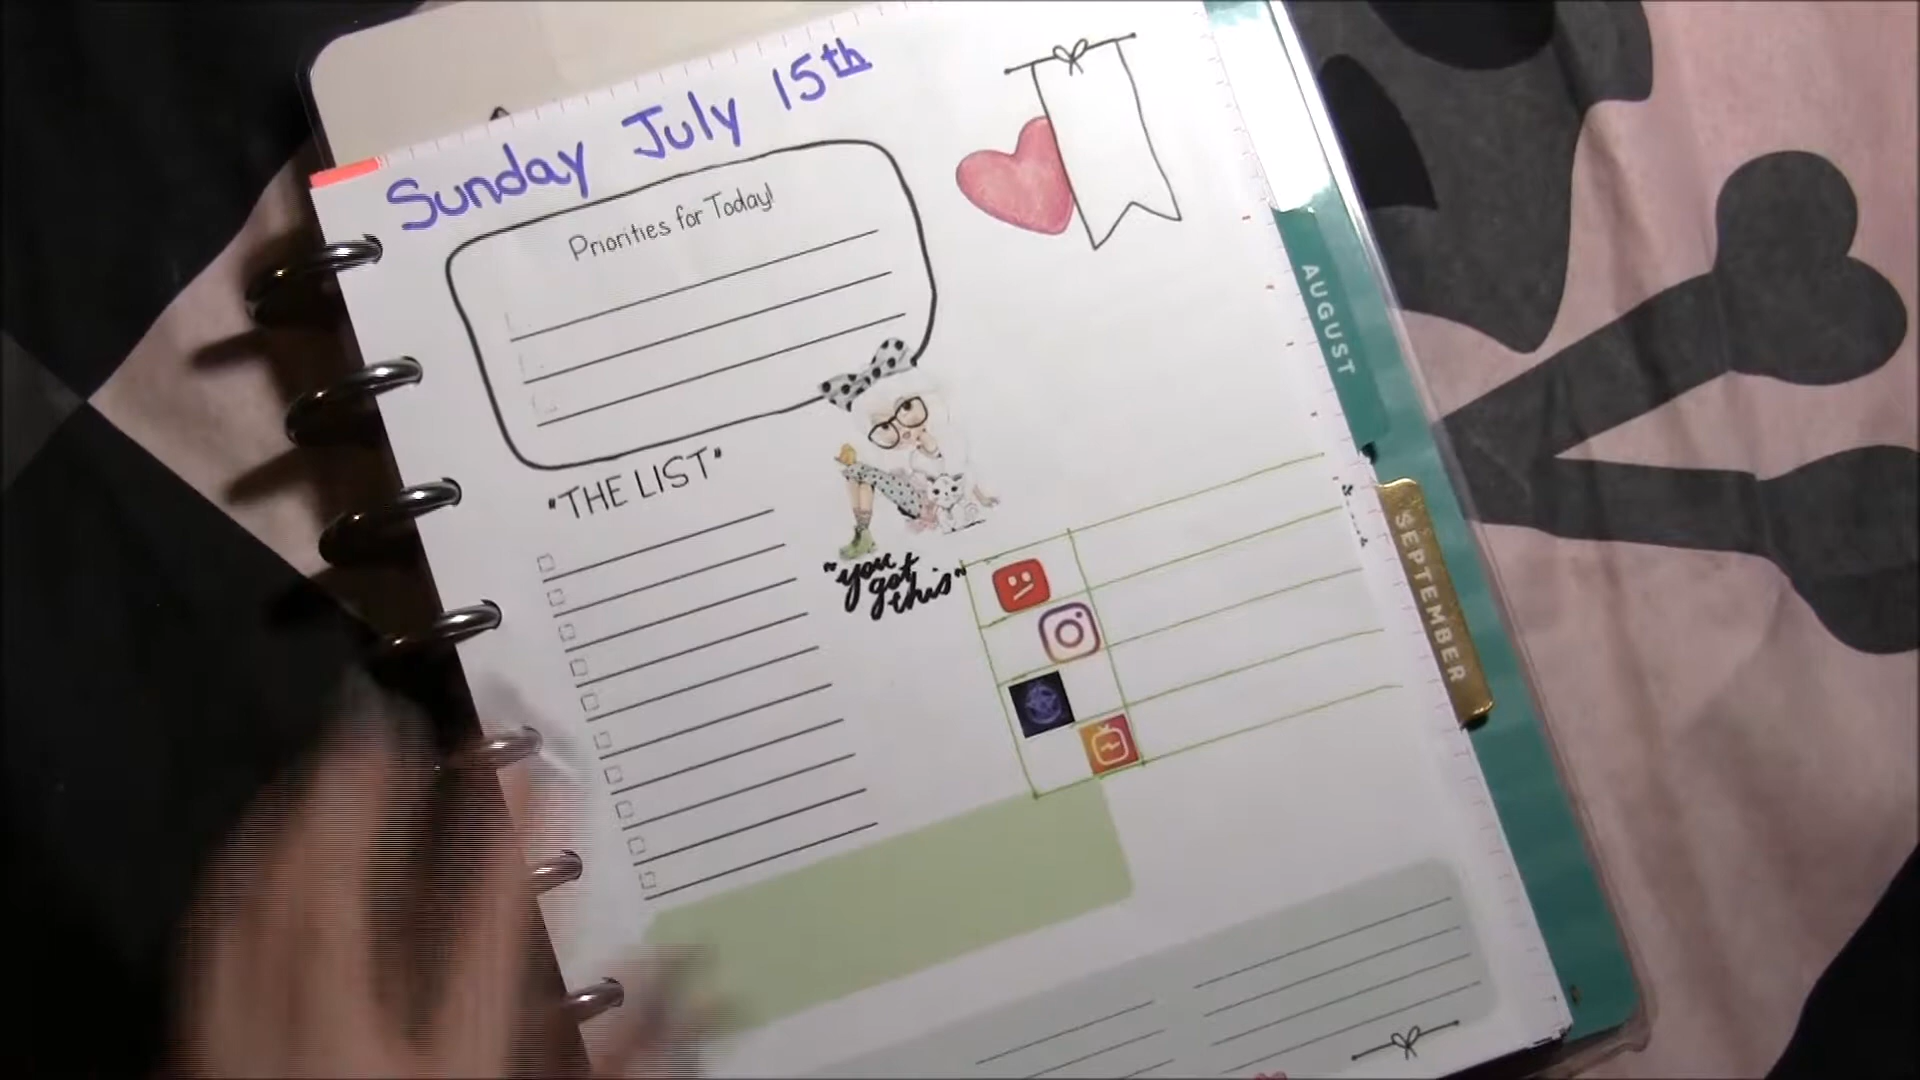 Sunday July 15th
Priorities for Today!
"THE LIST"
"you
got
this"
AUGUST
SEPTEMBER